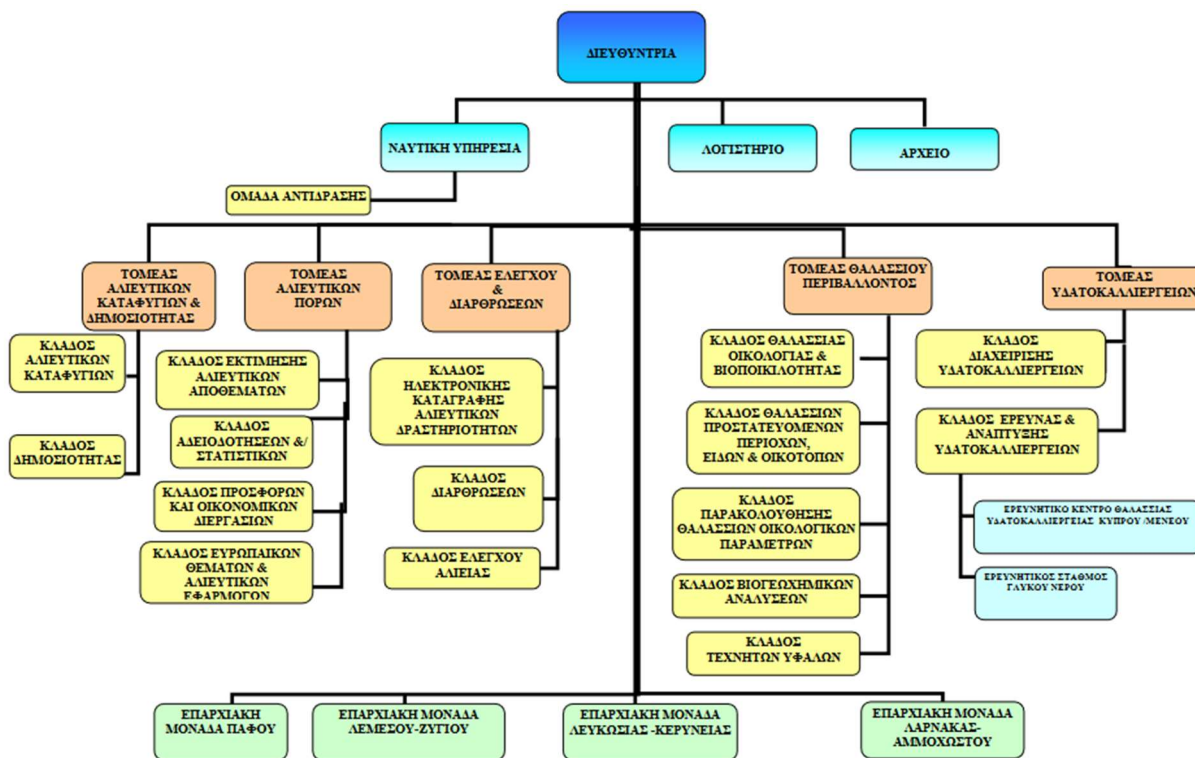 ΔΙΕΥΘΥΝΤΡΙΑ
ΝΑΥΤΙΚΗ ΥΠΗΡΕΣΙΑ
ΛΟΓΙΣΤΗΡΙΟ
ΑΡΧΕΙΟ
ΟΜΑΔΑ ΑΝΤΙΔΡΑΣΗΣ
ΤΟΜΕΑΣ
ΑΛΙΕΥΤΙΚΩΝ
ΚΑΤΑΦΥΓΙΩΝ &
ΔΗΜΟΣΙΟΤΗΤΑΣ
ΤΟΜΕΑΣ
ΑΛΙΕΥΤΙΚΩΝ
ΠΟΡΩΝ
ΤΟΜΕΑΣ ΕΛΕΓΧΟΥ
&
ΔΙΑΡΘΡΩΣΕΩΝ
ΤΟΜΕΑΣ ΘΑΛΑΣΣΙΟΥ
ΠΕΡΙΒΑΛΛΟΝΤΟΣ
ΤΟΜΕΑΣ
ΥΔΑΤΟΚΑΛΛΙΕΡΓΕΙΩΝ
ΚΛΑΔΟΣ
ΑΛΙΕΥΤΙΚΩΝ
ΚΑΤΑΦΥΓΙΩΝ
ΚΛΑΔΟΣ
ΔΗΜΟΣΙΟΤΗΤΑΣ
ΚΛΑΔΟΣ ΕΚΤΙΜΗΣΗΣ
ΑΛΙΕΥΤΙΚΩΝ
ΑΠΟΘΕΜΑΤΩΝ
ΚΛΑΔΟΣ
ΑΔΕΙΟΔΟΤΗΣΕΩΝ &/
ΣΤΑΤΙΣΤΙΚΩΝ
ΚΛΑΔΟΣ ΠΡΟΣΦΟΡΩΝ
ΚΑΙ ΟΙΚΟΝΟΜΙΚΩΝ
ΔΙΕΡΓΑΣΙΩΝ
ΚΛΑΔΟΣ ΕΥΡΩΠΑΙΚΩΝ
ΘΕΜΑΤΩΝ &
ΑΛΙΕΥΤΙΚΩΝ
ΕΦΑΡΜΟΓΩΝ
ΚΛΑΔΟΣ
ΗΛΕΚΤΡΟΝΙΚΗΣ
ΚΑΤΑΓΡΑΦΗΣ
ΑΛΙΕΥΤΙΚΩΝ
ΔΡΑΣΤΗΡΙΟΤΗΤΩΝ
ΚΛΑΔΟΣ
ΔΙΑΡΘΡΩΣΕΩΝ
ΚΛΑΔΟΣ ΕΛΕΓΧΟΥ
ΑΛΙΕΙΑΣ
ΚΛΑΔΟΣ ΘΑΛΑΣΣΙΑΣ
ΟΙΚΟΛΟΓΙΑΣ &
ΒΙΟΠΟΙΚΙΛΟΤΗΤΑΣ
ΚΛΑΔΟΣ ΘΑΛΑΣΣΙΩΝ
ΠΡΟΣΤΑΤΕΥΟΜΕΝΩΝ
ΠΕΡΙΟΧΩΝ,
ΕΙΔΩΝ & ΟΙΚΟΤΟΠΩΝ
ΚΛΑΔΟΣ
ΠΑΡΑΚΟΛΟΥΘΗΣΗΣ
ΘΑΛΑΣΣΙΩΝ ΟΙΚΟΛΟΓΙΚΩΝ
ΠΑΡΑΜΕΤΡΩΝ
ΚΛΑΔΟΣ ΒΙΟΓΕΩΧΗΜΙΚΩΝ
ΑΝΑΛΥΣΕΩΝ
ΚΛΑΔΟΣ
ΤΕΧΝΗΤΩΝ ΥΦΑΛΩΝ
ΚΛΑΔΟΣ
ΔΙΑΧΕΙΡΙΣΗΣ
ΥΔΑΤΟΚΑΛΛΙΕΡΓΕΙΩΝ
ΚΛΑΔΟΣ ΕΡΕΥΝΑΣ &
ΑΝΑΠΤΥΞΗΣ
ΥΔΑΤΟΚΑΛΛΙΕΡΓΕΙΩΝ
ΕΡΕΥΝΗΤΙΚΟ ΚΕΝΤΡΟ ΘΑΛΑΣΣΙΑΣ
ΥΔΑΤΟΚΑΛΛΙΕΡΓΕΙΑΣ ΚΥΠΡΟΥ /ΜΕΝΕΟΥ
ΕΡΕΥΝΗΤΙΚΟΣ ΣΤΑΘΜΟΣ
ΓΛΥΚΟΥ ΝΕΡΟΥ
ΕΠΑΡΧΙΑΚΗ
ΜΟΝΑΔΑ ΠΑΦΟΥ
ΕΠΑΡΧΙΑΚΗ ΜΟΝΑΔΑ
ΛΕΜΕΣΟΥ-ΖΥΓΙΟΥ
ΕΠΑΡΧΙΑΚΗ ΜΟΝΑΔΑ
ΛΕΥΚΩΣΙΑΣ -ΚΕΡΥΝΕΙΑΣ
ΕΠΑΡΧΙΑΚΗ ΜΟΝΑΔΑ
ΛΑΡΝΑΚΑΣ-
ΑΜΜΟΧΩΣΤΟΥ